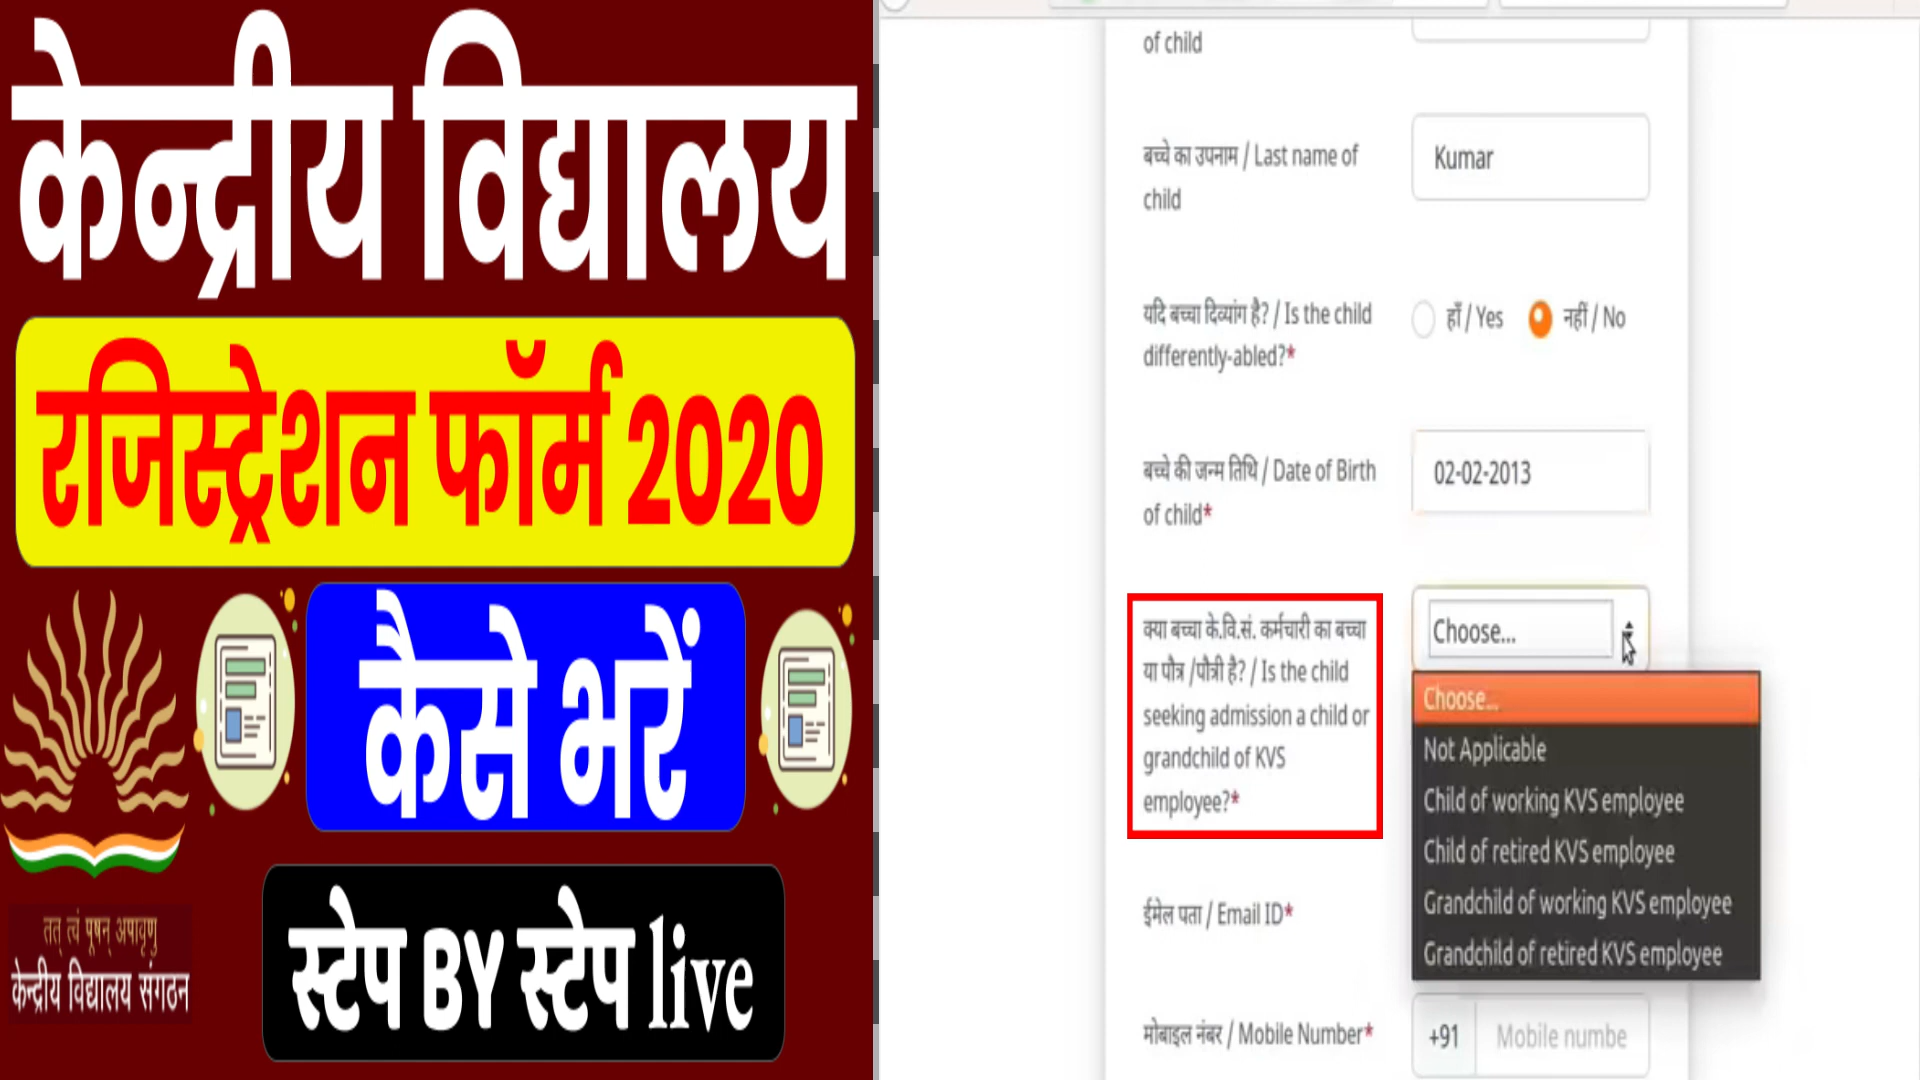 केन्द्रीय विद्यालय
रजिस्ट्रेशन फॉर्म 2020
कैसे भरें
स्टेप BY स्टेप live
तत् त्वं पूषन् अपावृणु
केन्द्रीय विद्यालय संगठन
of child
बच्चे का उपनाम / Last name of
child
Kumar
यदि बच्चा दिव्यांग है? / Is the child
differently-abled?*
हाँ / Yes नहीं / No
बच्चे की जन्म तिथि / Date of Birth
of child*
02-02-2013
क्या बच्चा के.वि.सं. कर्मचारी का बच्चा
या पौत्र /पौत्री है? / Is the child
seeking admission a child or
grandchild of KVS
employee?*
Choose...
Choose...
Not Applicable
Child of working KVS employee
Child of retired KVS employee
Grandchild of working KVS employee
Grandchild of retired KVS employee
ईमेल पता / Email ID*
मोबाइल नंबर / Mobile Number*
+91 Mobile numbe